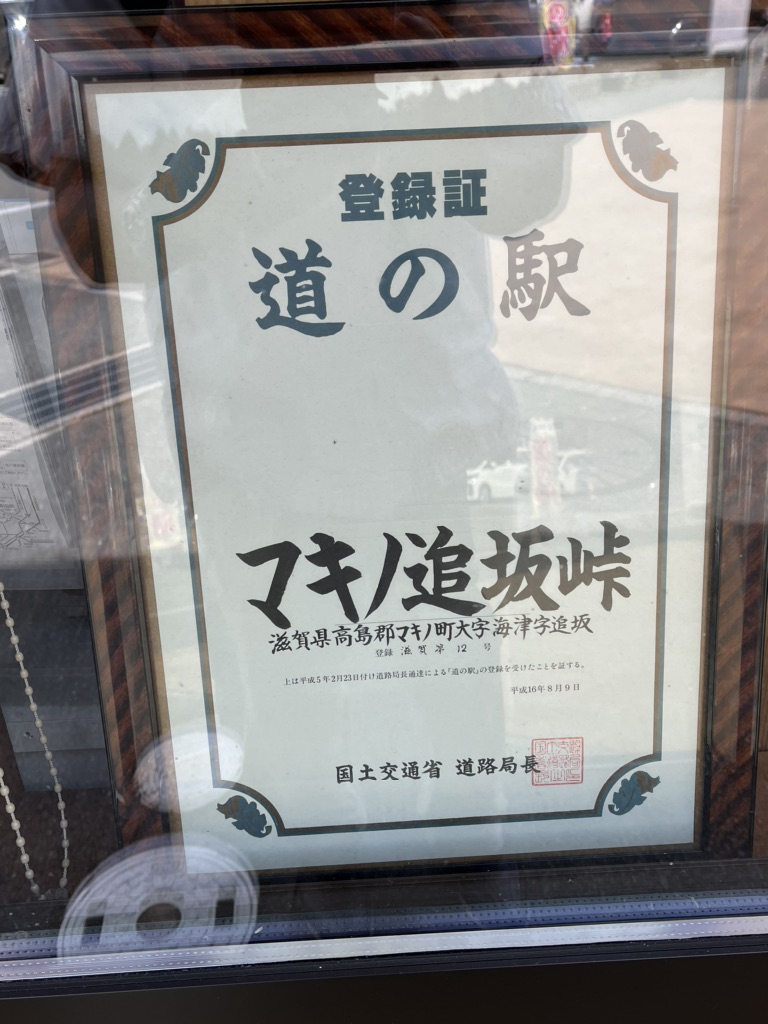 登録証
道の駅
マキノ追坂峠
滋賀県高島郡マキノ町大字海津字追坂
登録 滋賀第12号
上は平成5年2月23日付け道路局長通達による「道の駅」の登録を受けたことを証する。
平成16年8月9日
国土交通省 道路局長